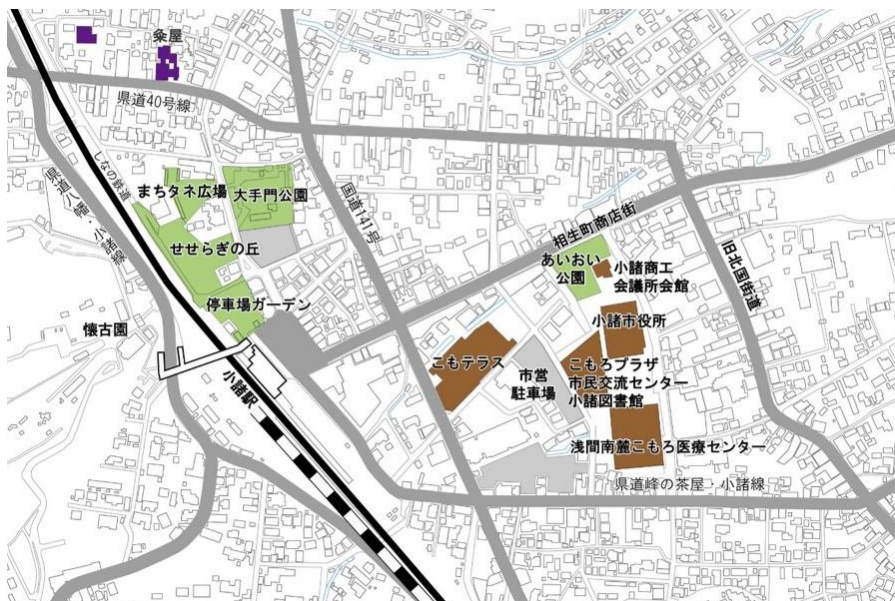 粂屋
県道40号線
しなの鉄道
県道八幡・小諸線
まちタネ広場
大手門公園
国道141号
せせらぎの丘
停車場ガーデン
懐古園
小諸駅
相生町商店街
あいおい
公園
小諸商工
会議所会館
旧北国街道
小諸市役所
こもテラス
市営
駐車場
こもろプラザ
市民交流センター
小諸図書館
浅間南麓こもろ医療センター
県道峰の茶屋・小諸線